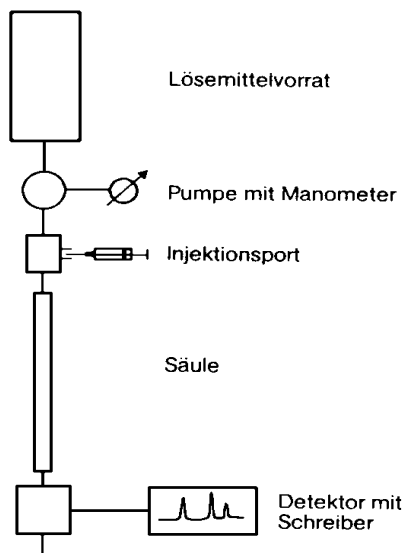 Lösemittelvorrat
Pumpe mit Manometer
Injektionsport
Säule
Detektor mit
Schreiber